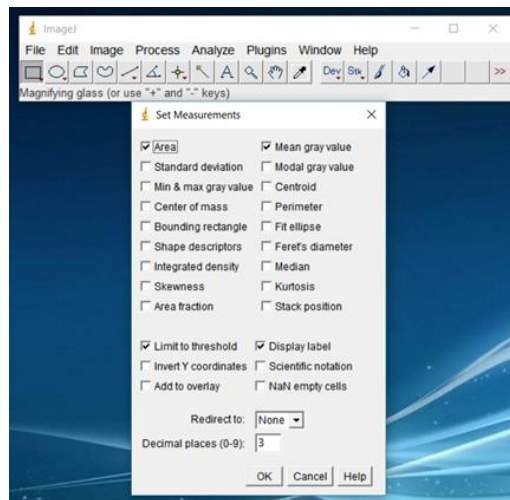 ImageJ
File Edit Image Process Analyze Plugins Window Help
A Dev Stk >>
Magnifying glass (or use "+" and "-" keys)
Set Measurements
Area Mean gray value
Standard deviation Modal gray value
Min & max gray value Centroid
Center of mass Perimeter
Bounding rectangle Fit ellipse
Shape descriptors Feret's diameter
Integrated density Median
Skewness Kurtosis
Area fraction Stack position
Limit to threshold Display label
Invert Y coordinates Scientific notation
Add to overlay NaN empty cells
Redirect to: None
Decimal places (0-9): 3
OK Cancel Help